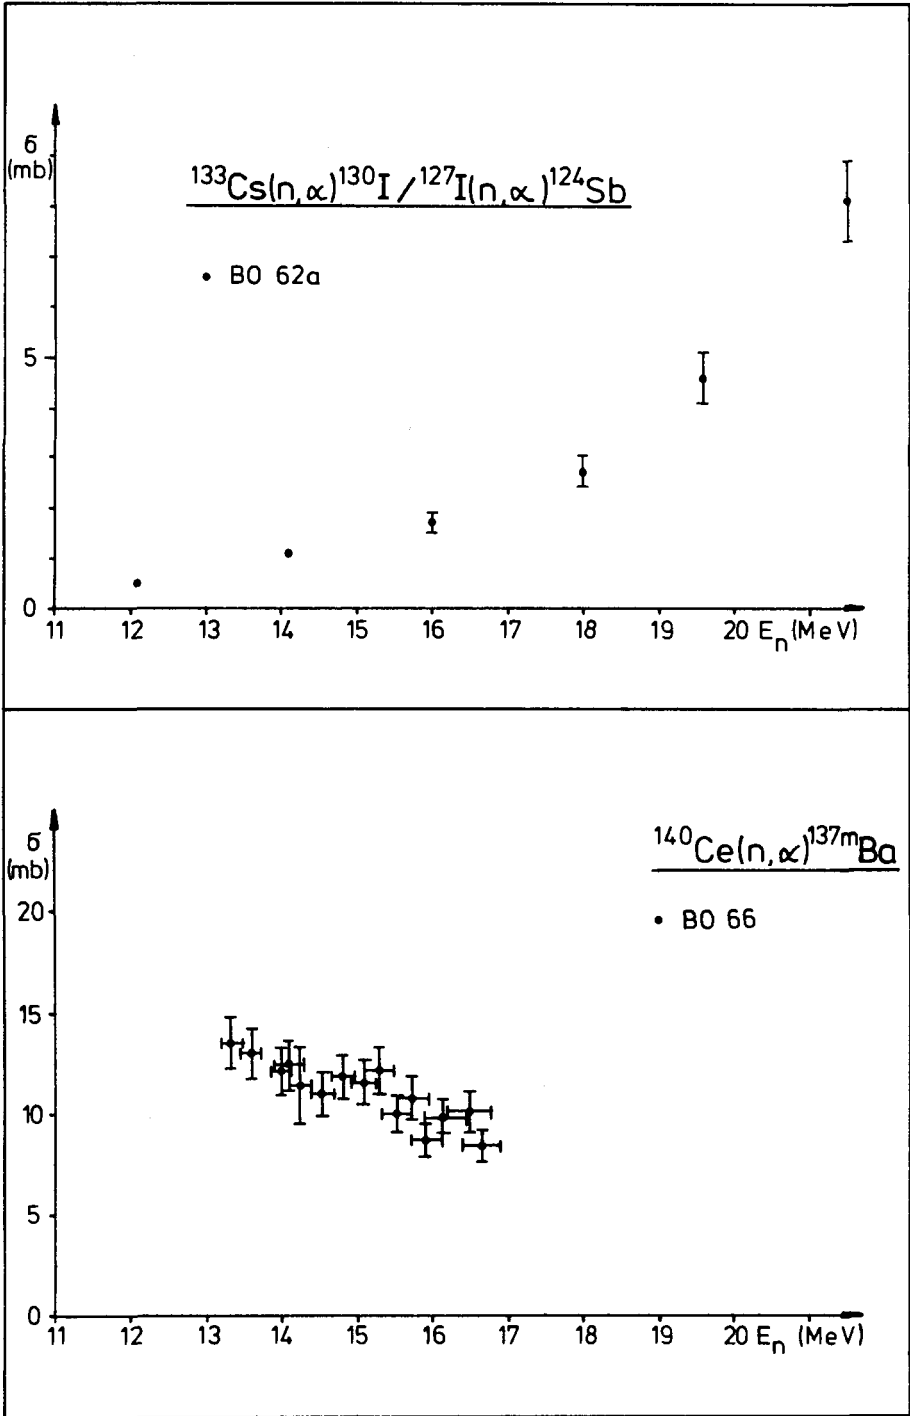 б
(mb)
¹³³Cs(n,∝)¹³⁰I/¹²⁷I(n,∝)¹²⁴Sb
• BO 62a
5
0
11 12 13 14 15 16 17 18 19 20 Eₙ (MeV)
б
(mb)
¹⁴⁰Ce(n,∝)¹³⁷ᵐBa
20
• BO 66
15
10
5
0
11 12 13 14 15 16 17 18 19 20 Eₙ (MeV)